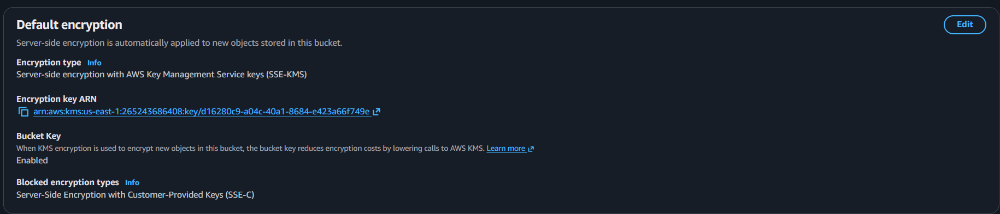 Default encryption
Edit
Server-side encryption is automatically applied to new objects stored in this bucket.
Encryption type Info
Server-side encryption with AWS Key Management Service keys (SSE-KMS)
Encryption key ARN
arn:aws:kms:us-east-1:265243686408:key/d16280c9-a04c-40a1-8684-e423a66f749e
Bucket Key
When KMS encryption is used to encrypt new objects in this bucket, the bucket key reduces encryption costs by lowering calls to AWS KMS. Learn more
Enabled
Blocked encryption types Info
Server-Side Encryption with Customer-Provided Keys (SSE-C)